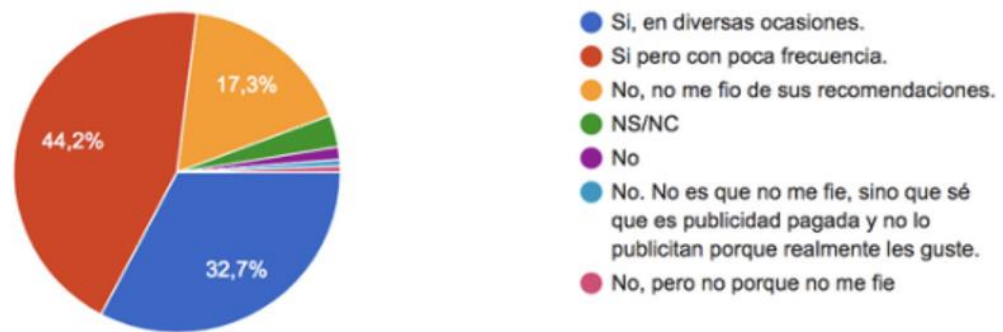 17,3%
44,2%
32,7%
Si, en diversas ocasiones.
Si pero con poca frecuencia.
No, no me fio de sus recomendaciones.
NS/NC
No
No. No es que no me fie, sino que sé
que es publicidad pagada y no lo
publicitan porque realmente les guste.
No, pero no porque no me fie